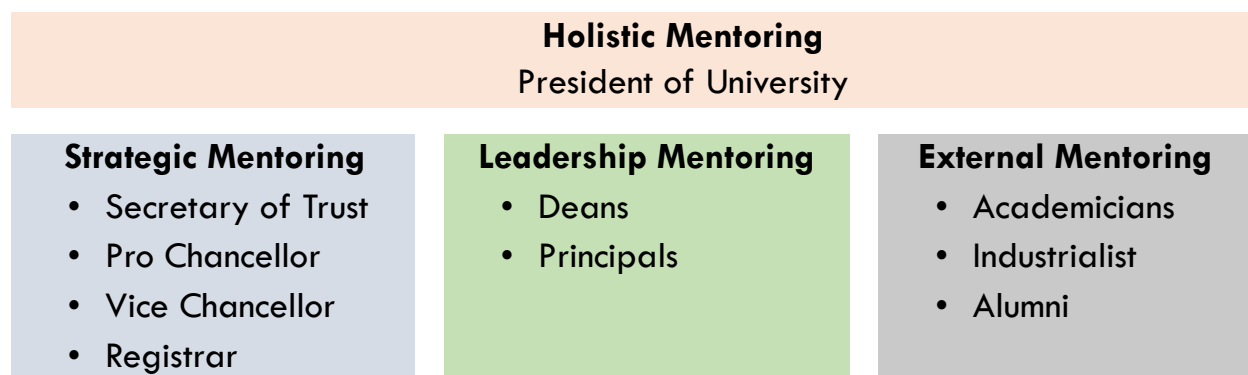 Holistic Mentoring
President of University
Strategic Mentoring
• Secretary of Trust
• Pro Chancellor
• Vice Chancellor
• Registrar
Leadership Mentoring
• Deans
• Principals
External Mentoring
• Academicians
• Industrialist
• Alumni